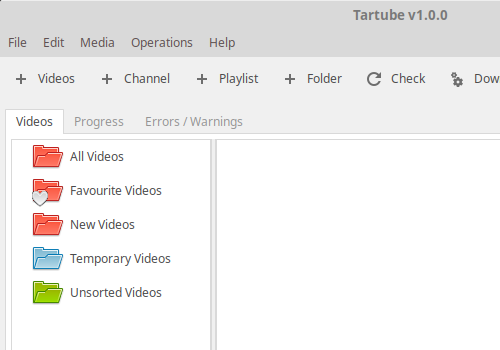 Tartube v1.0.0
File Edit Media Operations Help
Videos Channel Playlist Folder Check
Videos Progress Errors / Warnings
All Videos
Favourite Videos
New Videos
Temporary Videos
Unsorted Videos